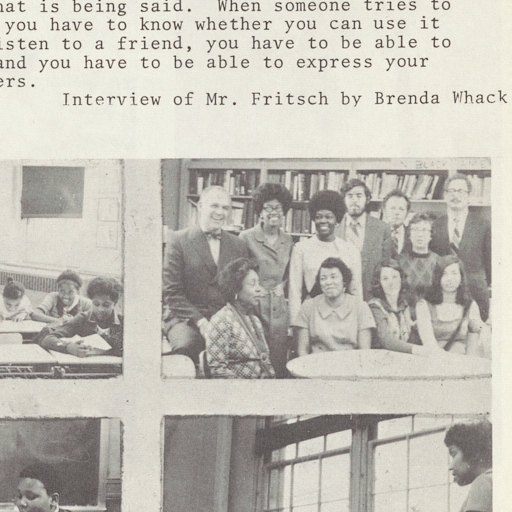 hat is being said.  When someone tries to
you have to know whether you can use it
isten to a friend, you have to be able to
and you have to be able to express your
ers.
Interview of Mr. Fritsch by Brenda Whack